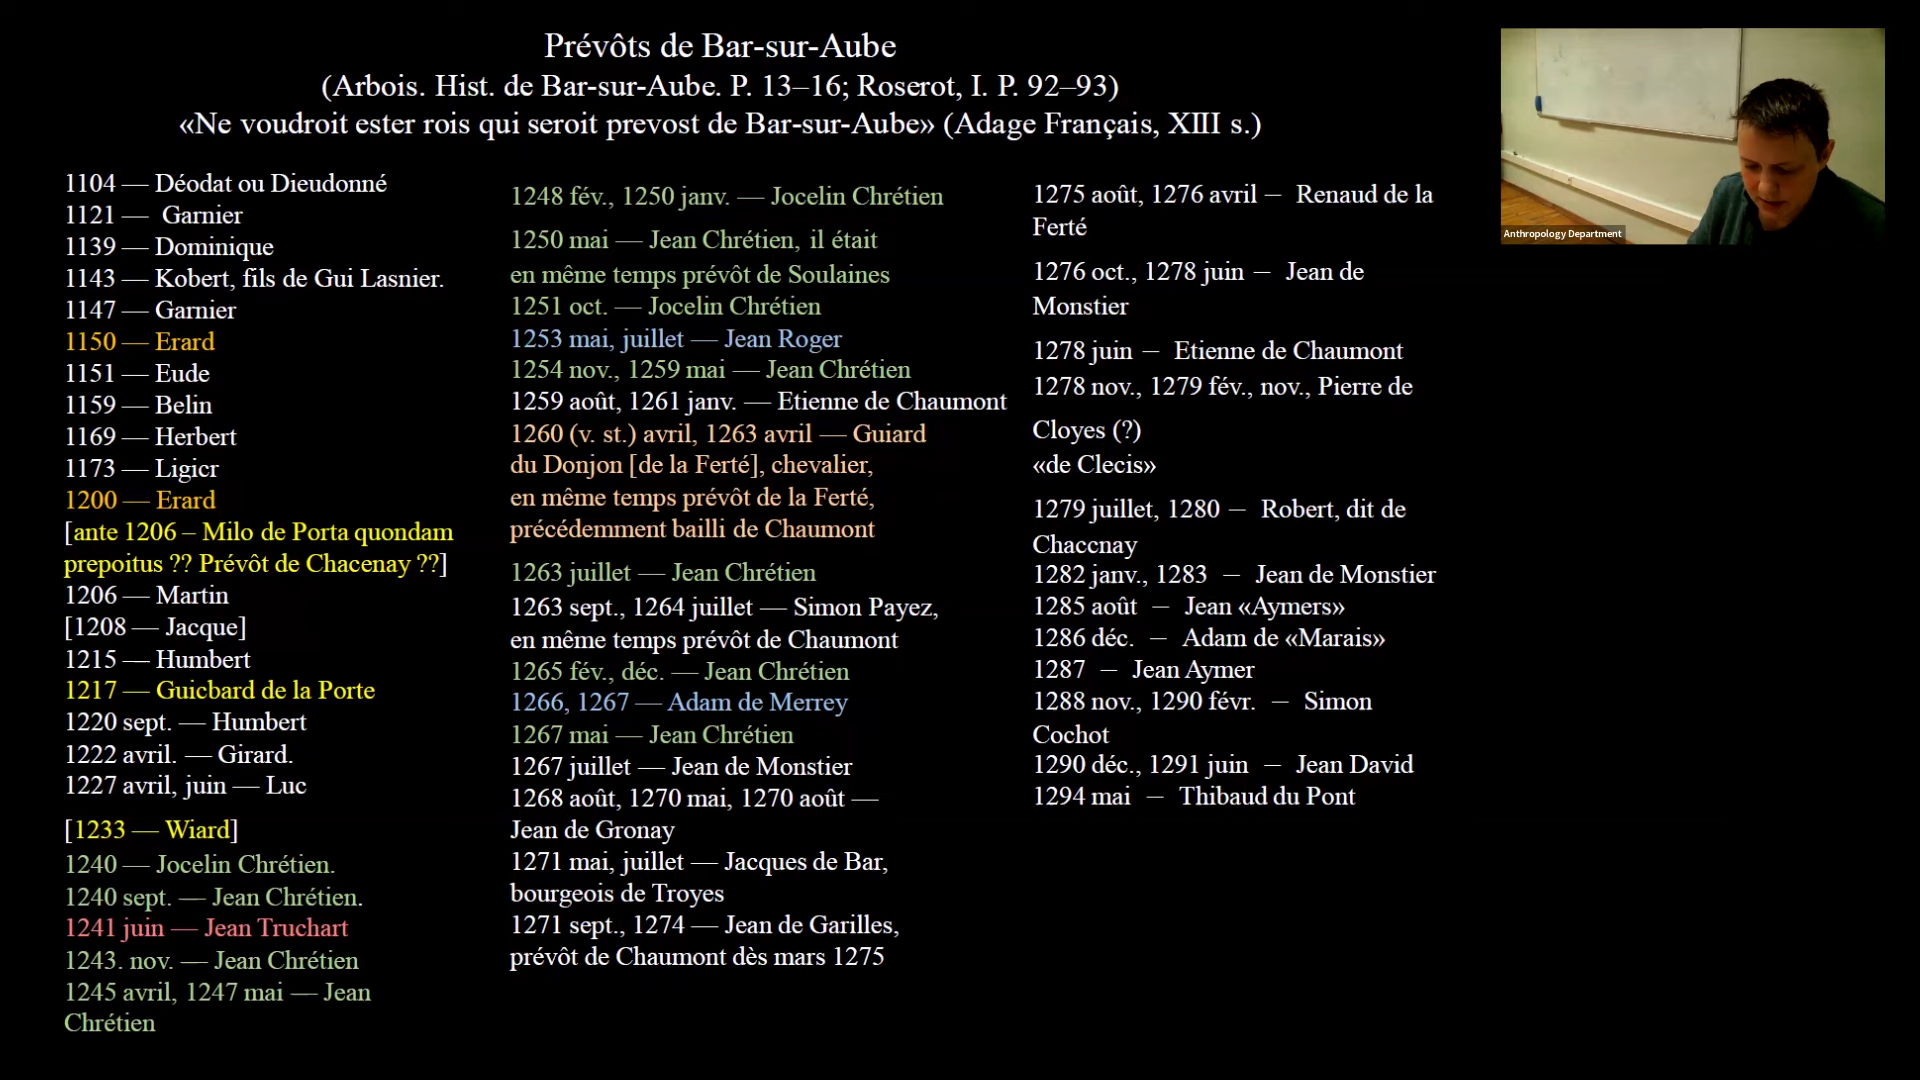 Prévôts de Bar-sur-Aube
(Arbois. Hist. de Bar-sur-Aube. P. 13–16; Roserot, I. P. 92–93)
«Ne voudroit ester rois qui seroit prevost de Bar-sur-Aube» (Adage Français, XIII s.)
1104 — Déodat ou Dieudonné
1121 — Garnier
1139 — Dominique
1143 — Kobert, fils de Gui Lasnier.
1147 — Garnier
1150 — Erard
1151 — Eude
1159 — Belin
1169 — Herbert
1173 — Ligicr
1200 — Erard
[ante 1206 – Milo de Porta quondam
prepoitus ?? Prévôt de Chacenay ??]
1206 — Martin
[1208 — Jacque]
1215 — Humbert
1217 — Guicbard de la Porte
1220 sept. — Humbert
1222 avril. — Girard.
1227 avril, juin — Luc
[1233 — Wiard]
1240 — Jocelin Chrétien.
1240 sept. — Jean Chrétien.
1241 juin — Jean Truchart
1243. nov. — Jean Chrétien
1245 avril, 1247 mai — Jean
Chrétien
1248 fév., 1250 janv. — Jocelin Chrétien
1250 mai — Jean Chrétien, il était
en même temps prévôt de Soulaines
1251 oct. — Jocelin Chrétien
1253 mai, juillet — Jean Roger
1254 nov., 1259 mai — Jean Chrétien
1259 août, 1261 janv. — Etienne de Chaumont
1260 (v. st.) avril, 1263 avril — Guiard
du Donjon [de la Ferté], chevalier,
en même temps prévôt de la Ferté,
précédemment bailli de Chaumont
1263 juillet — Jean Chrétien
1263 sept., 1264 juillet — Simon Payez,
en même temps prévôt de Chaumont
1265 fév., déc. — Jean Chrétien
1266, 1267 — Adam de Merrey
1267 mai — Jean Chrétien
1267 juillet — Jean de Monstier
1268 août, 1270 mai, 1270 août —
Jean de Gronay
1271 mai, juillet — Jacques de Bar,
bourgeois de Troyes
1271 sept., 1274 — Jean de Garilles,
prévôt de Chaumont dès mars 1275
1275 août, 1276 avril — Renaud de la
Ferté
1276 oct., 1278 juin — Jean de
Monstier
1278 juin — Etienne de Chaumont
1278 nov., 1279 fév., nov., Pierre de
Cloyes (?)
«de Clecis»
1279 juillet, 1280 — Robert, dit de
Chaccnay
1282 janv., 1283 — Jean de Monstier
1285 août — Jean «Aymers»
1286 déc. — Adam de «Marais»
1287 — Jean Aymer
1288 nov., 1290 févr. — Simon
Cochot
1290 déc., 1291 juin — Jean David
1294 mai — Thibaud du Pont
Anthropology Department